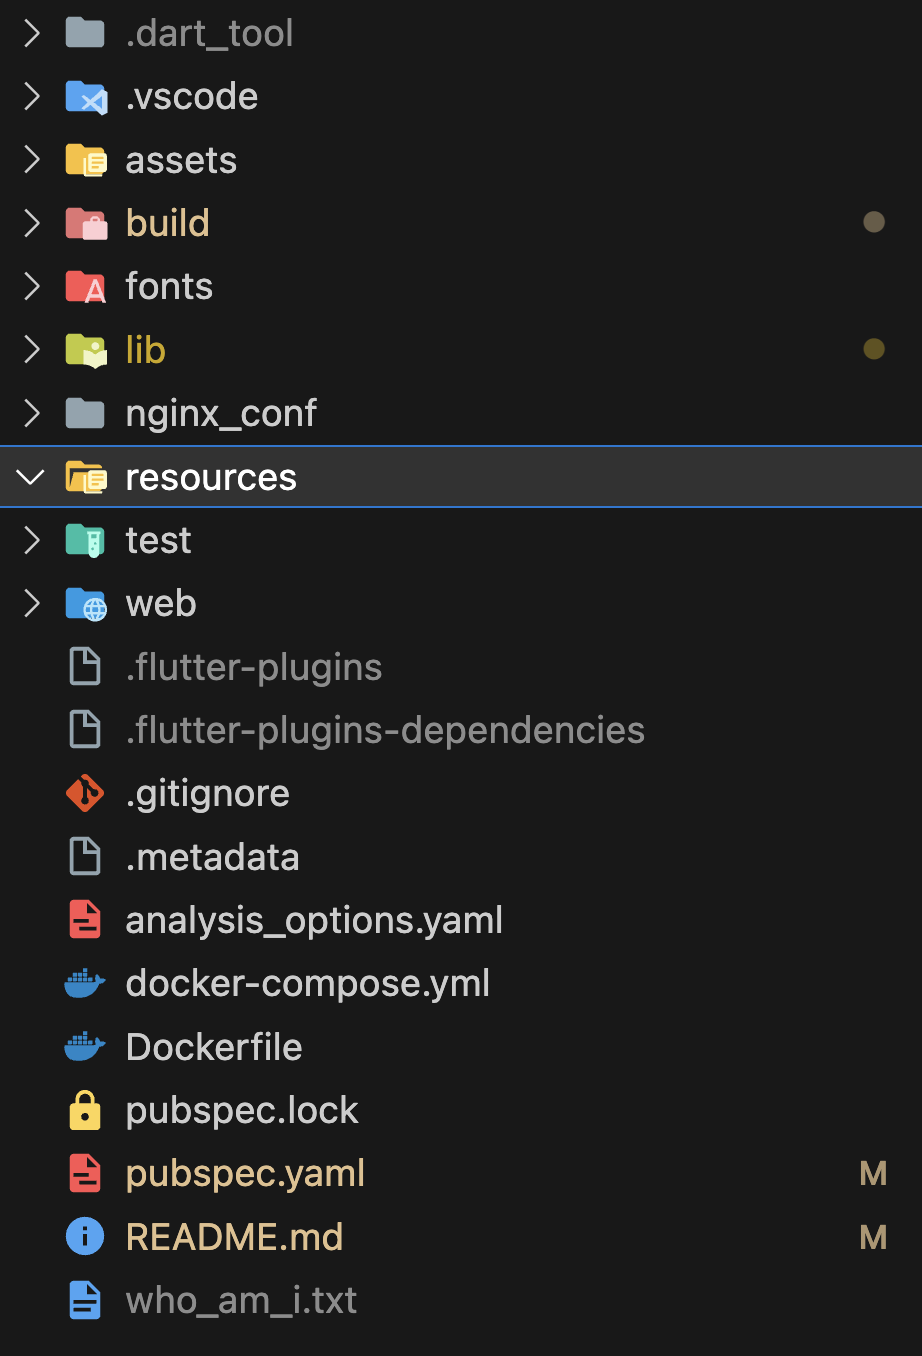 .dart_tool
.vscode
assets
build
fonts
lib
nginx_conf
resources
test
web
.flutter-plugins
.flutter-plugins-dependencies
.gitignore
.metadata
analysis_options.yaml
docker-compose.yml
Dockerfile
pubspec.lock
pubspec.yaml M
README.md M
who_am_i.txt